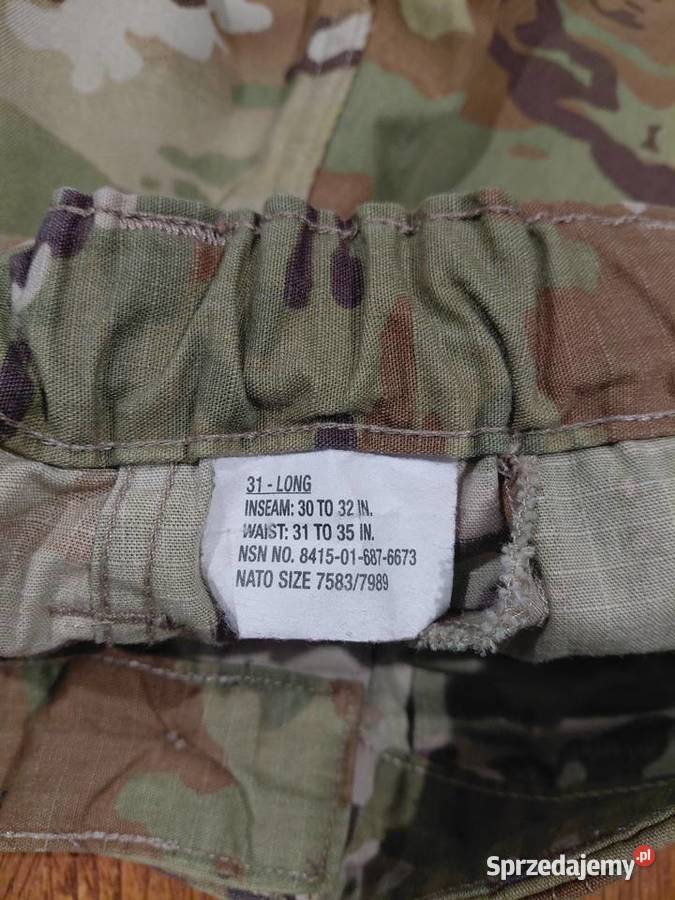 31 - LONG
INSEAM: 30 TO 32 IN.
WAIST: 31 TO 35 IN.
NSN NO. 8415-01-687-6673
NATO SIZE 7583/7989
Sprzedajemy.pl